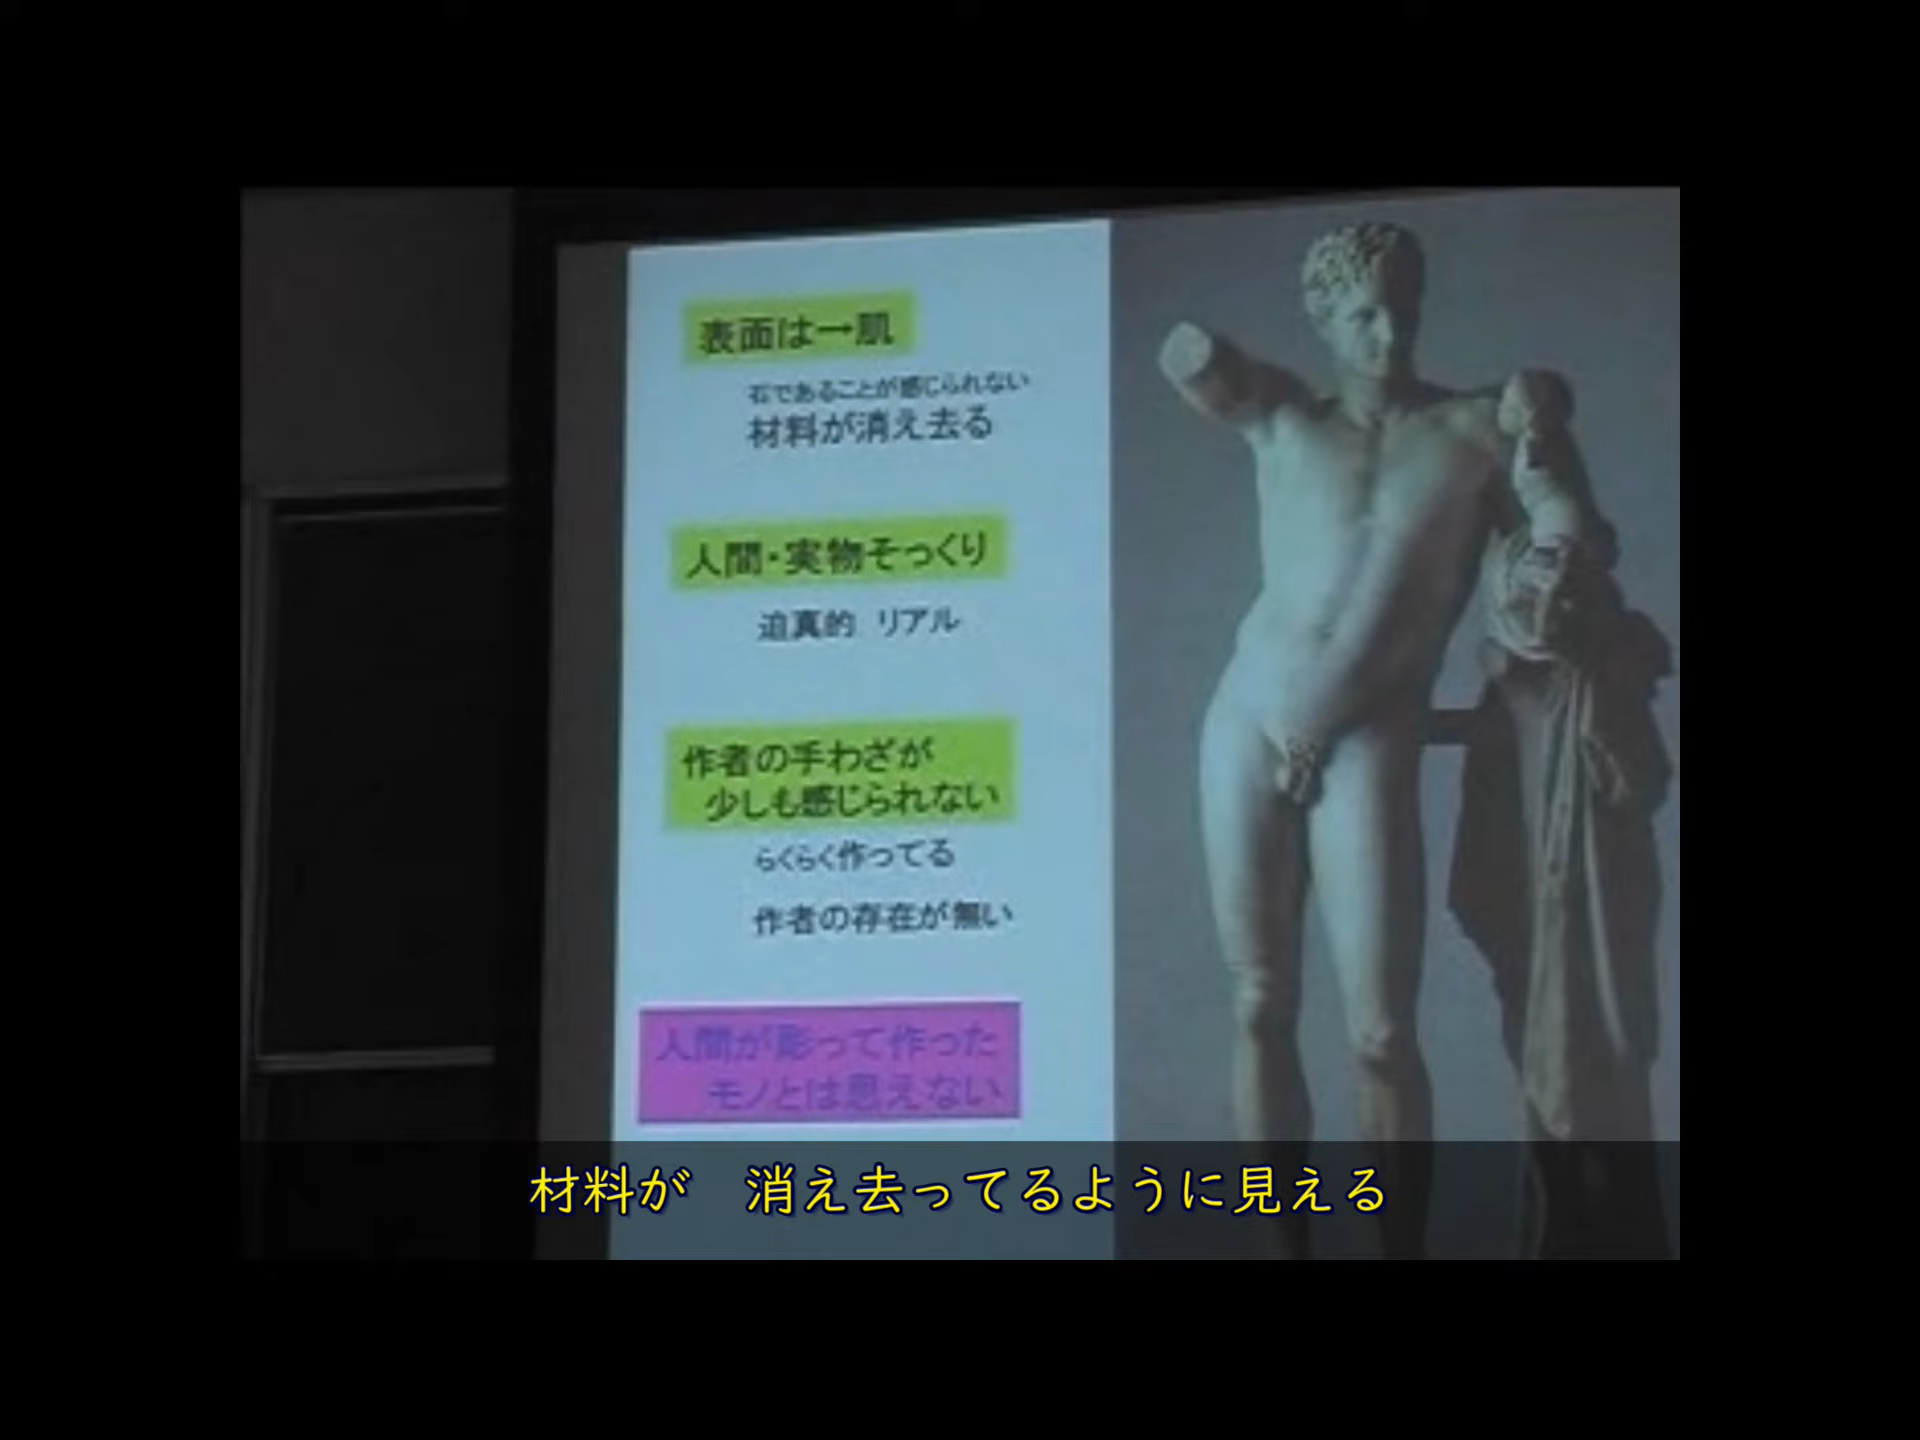 表面は一肌
石であることが感じられない
材料が消え去る
人間・実物そっくり
迫真的　リアル
作者の手わざが
少しも感じられない
らくらく作ってる
作者の存在が無い
人間が彫って作った
モノとは思えない
材料が　消え去ってるように見える